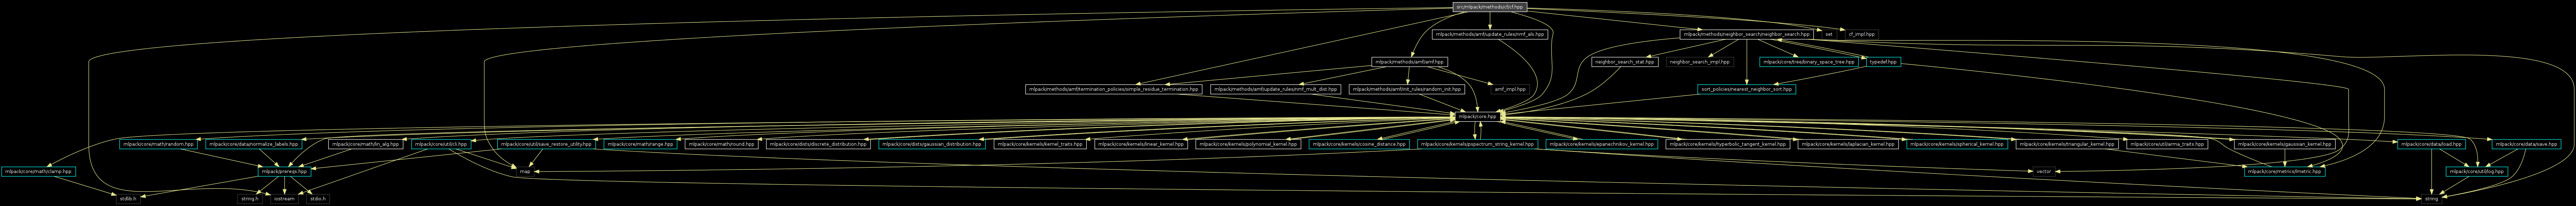 src/mlpack/methods/cf/cf.hpp
mlpack/methods/amf/update_rules/nmf_als.hpp
mlpack/methods/neighbor_search/neighbor_search.hpp
set
cf_impl.hpp
mlpack/methods/amf/amf.hpp
neighbor_search_stat.hpp
neighbor_search_impl.hpp
mlpack/core/tree/binary_space_tree.hpp
typedef.hpp
mlpack/methods/amf/termination_policies/simple_residue_termination.hpp
mlpack/methods/amf/update_rules/nmf_mult_dist.hpp
mlpack/methods/amf/init_rules/random_init.hpp
amf_impl.hpp
sort_policies/nearest_neighbor_sort.hpp
mlpack/core.hpp
mlpack/core/math/random.hpp
mlpack/core/data/normalize_labels.hpp
mlpack/core/math/lin_alg.hpp
mlpack/core/util/cli.hpp
mlpack/core/util/save_restore_utility.hpp
mlpack/core/math/range.hpp
mlpack/core/math/round.hpp
mlpack/core/dists/discrete_distribution.hpp
mlpack/core/dists/gaussian_distribution.hpp
mlpack/core/kernels/kernel_traits.hpp
mlpack/core/kernels/linear_kernel.hpp
mlpack/core/kernels/polynomial_kernel.hpp
mlpack/core/kernels/cosine_distance.hpp
mlpack/core/kernels/pspectrum_string_kernel.hpp
mlpack/core/kernels/epanechnikov_kernel.hpp
mlpack/core/kernels/hyperbolic_tangent_kernel.hpp
mlpack/core/kernels/laplacian_kernel.hpp
mlpack/core/kernels/spherical_kernel.hpp
mlpack/core/kernels/triangular_kernel.hpp
mlpack/core/util/arma_traits.hpp
mlpack/core/kernels/gaussian_kernel.hpp
mlpack/core/data/load.hpp
mlpack/core/data/save.hpp
mlpack/core/math/clamp.hpp
mlpack/prereqs.hpp
map
vector
mlpack/core/metrics/lmetric.hpp
mlpack/core/util/log.hpp
stdlib.h
string.h
iostream
stdio.h
string